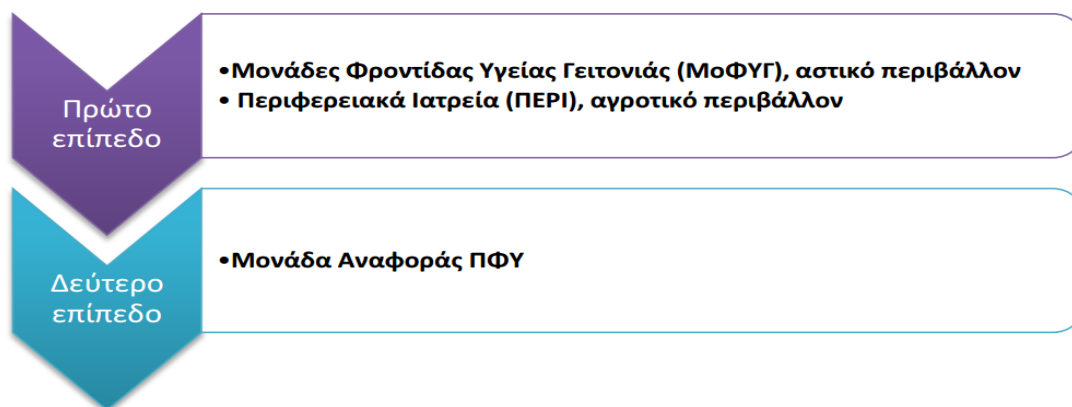 Πρώτο
επίπεδο
•Μονάδες Φροντίδας Υγείας Γειτονιάς (ΜοΦΥΓ), αστικό περιβάλλον
• Περιφερειακά Ιατρεία (ΠΕΡΙ), αγροτικό περιβάλλον
Δεύτερο
επίπεδο
•Μονάδα Αναφοράς ΠΦΥ